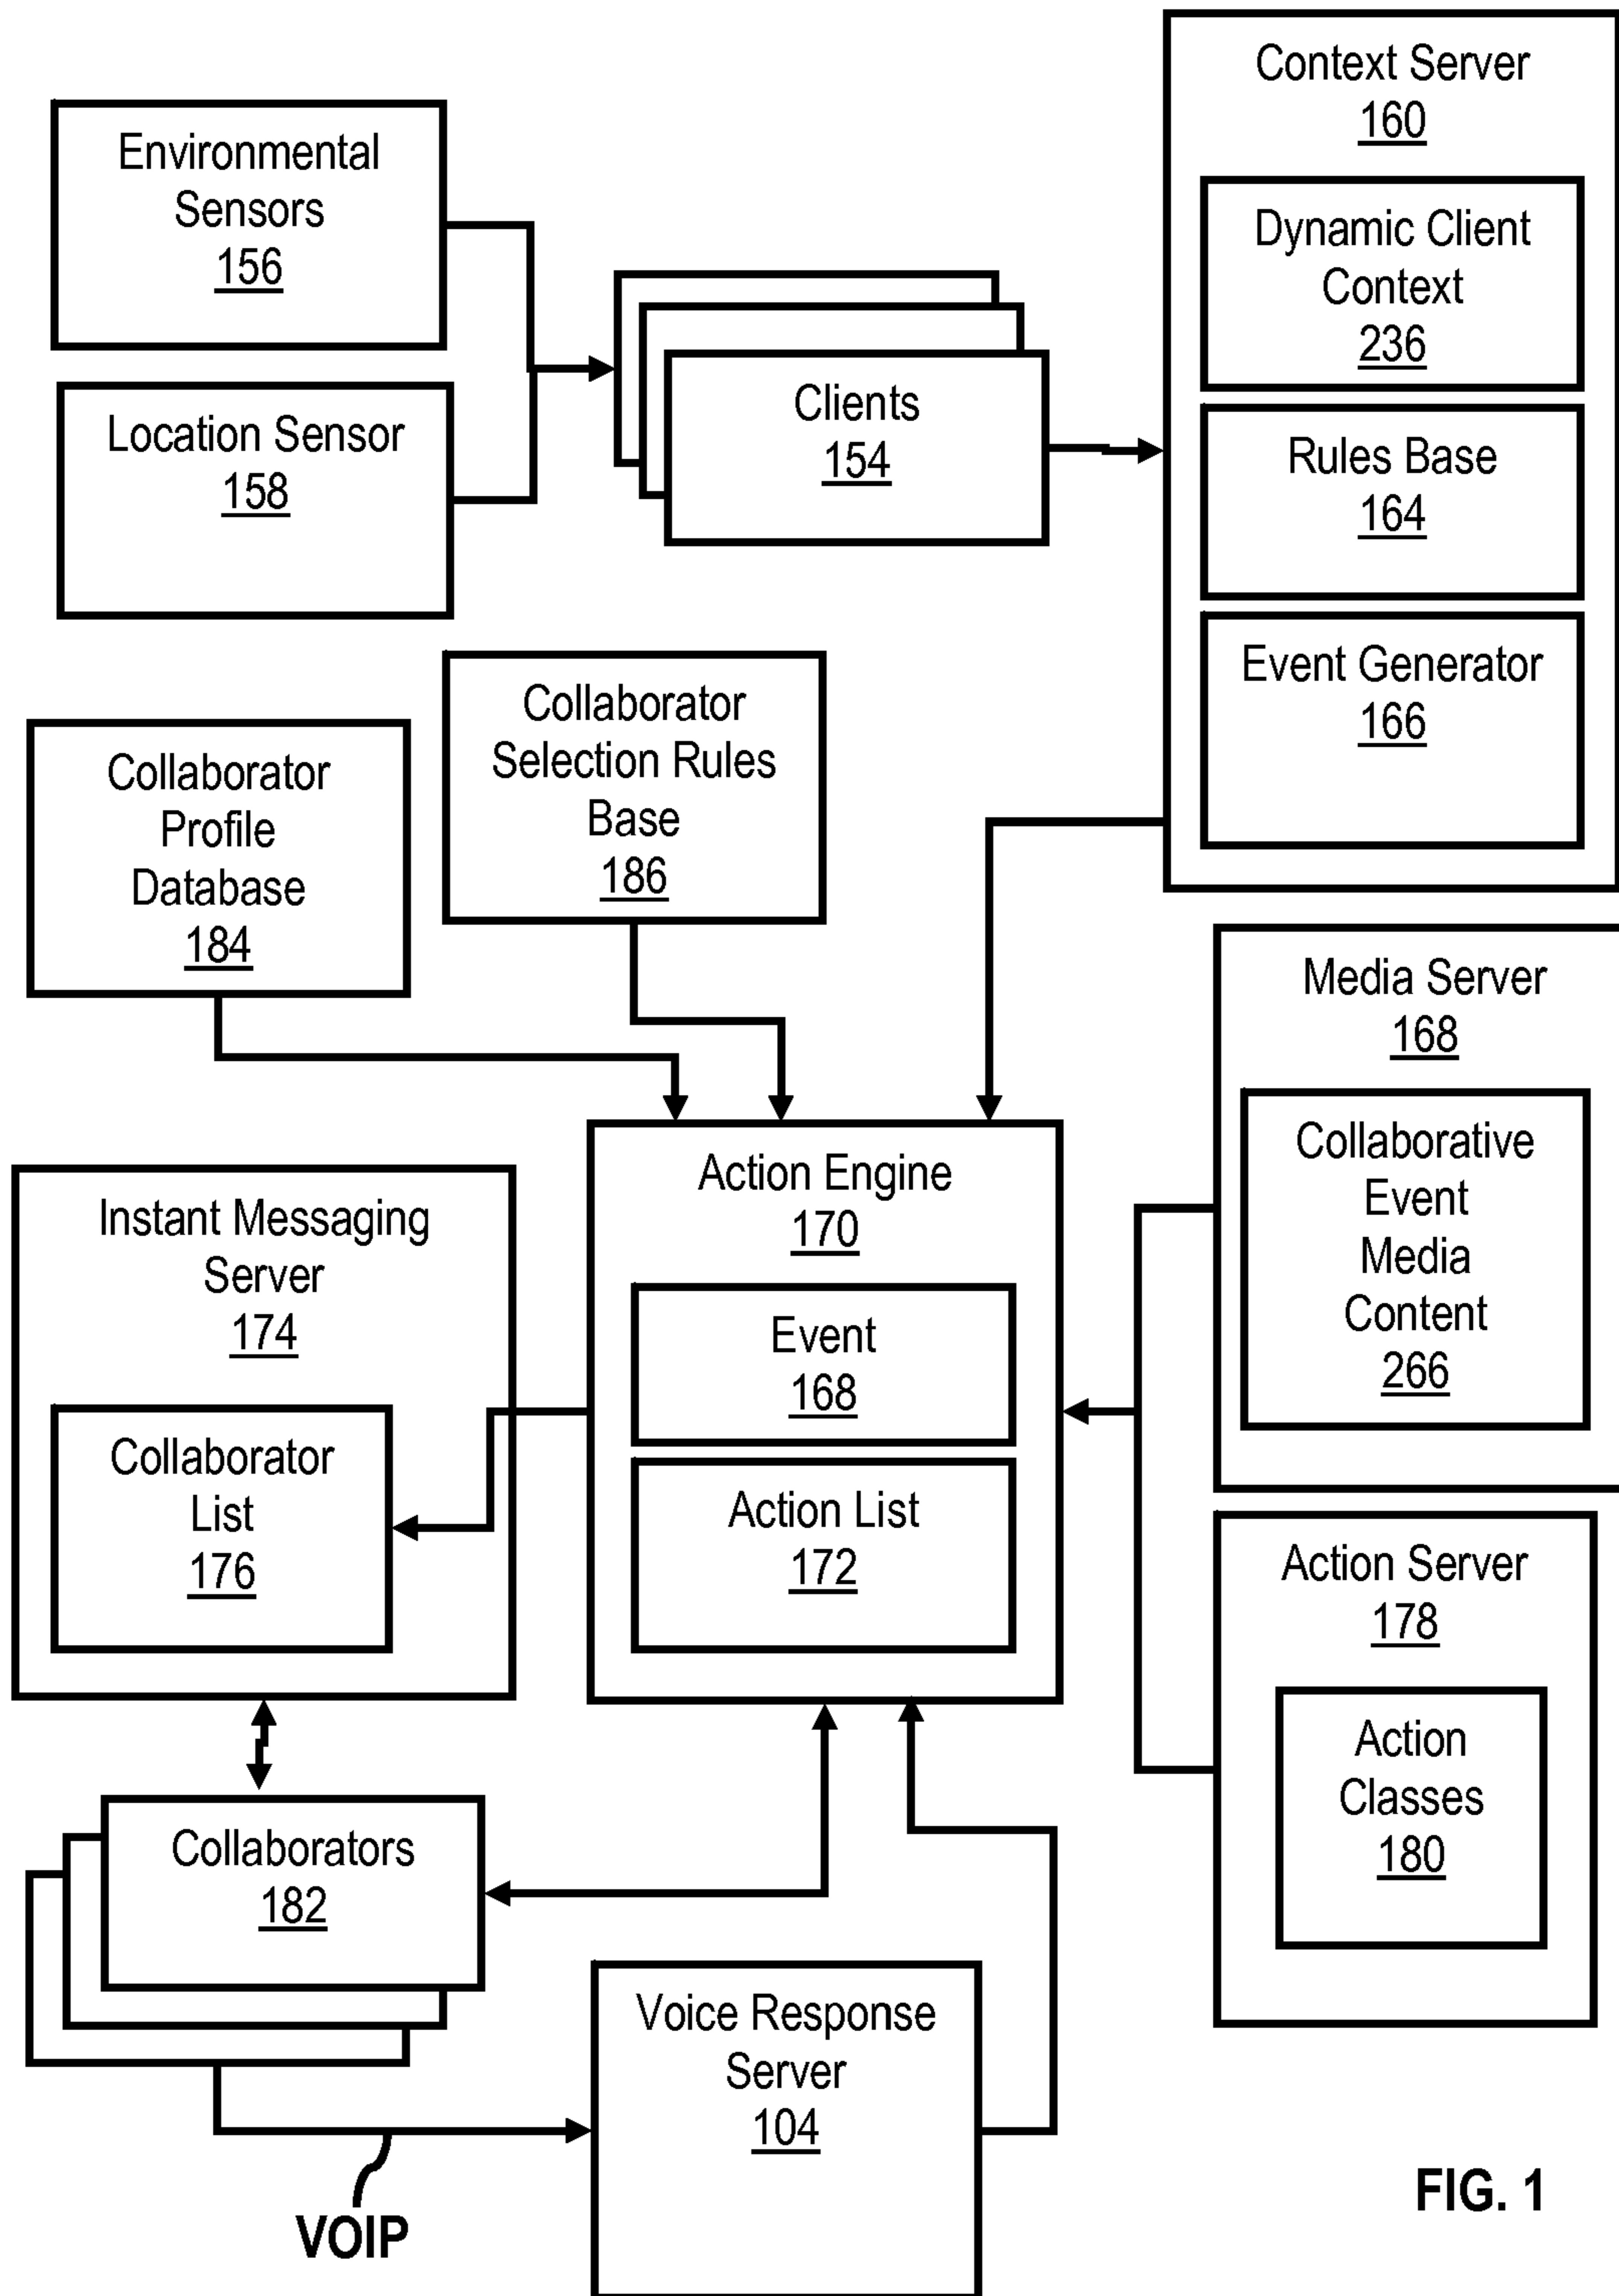 Context Server
160
Dynamic Client
Context
236
Rules Base
164
Event Generator
166
Environmental
Sensors
156
Location Sensor
158
Clients
154
Collaborator
Selection Rules
Base
186
Collaborator
Profile
Database
184
Media Server
168
Collaborative
Event
Media
Content
266
Action Engine
170
Event
168
Action List
172
Instant Messaging
Server
174
Collaborator
List
176
Action Server
178
Action
Classes
180
Collaborators
182
Voice Response
Server
104
VOIP
FIG. 1